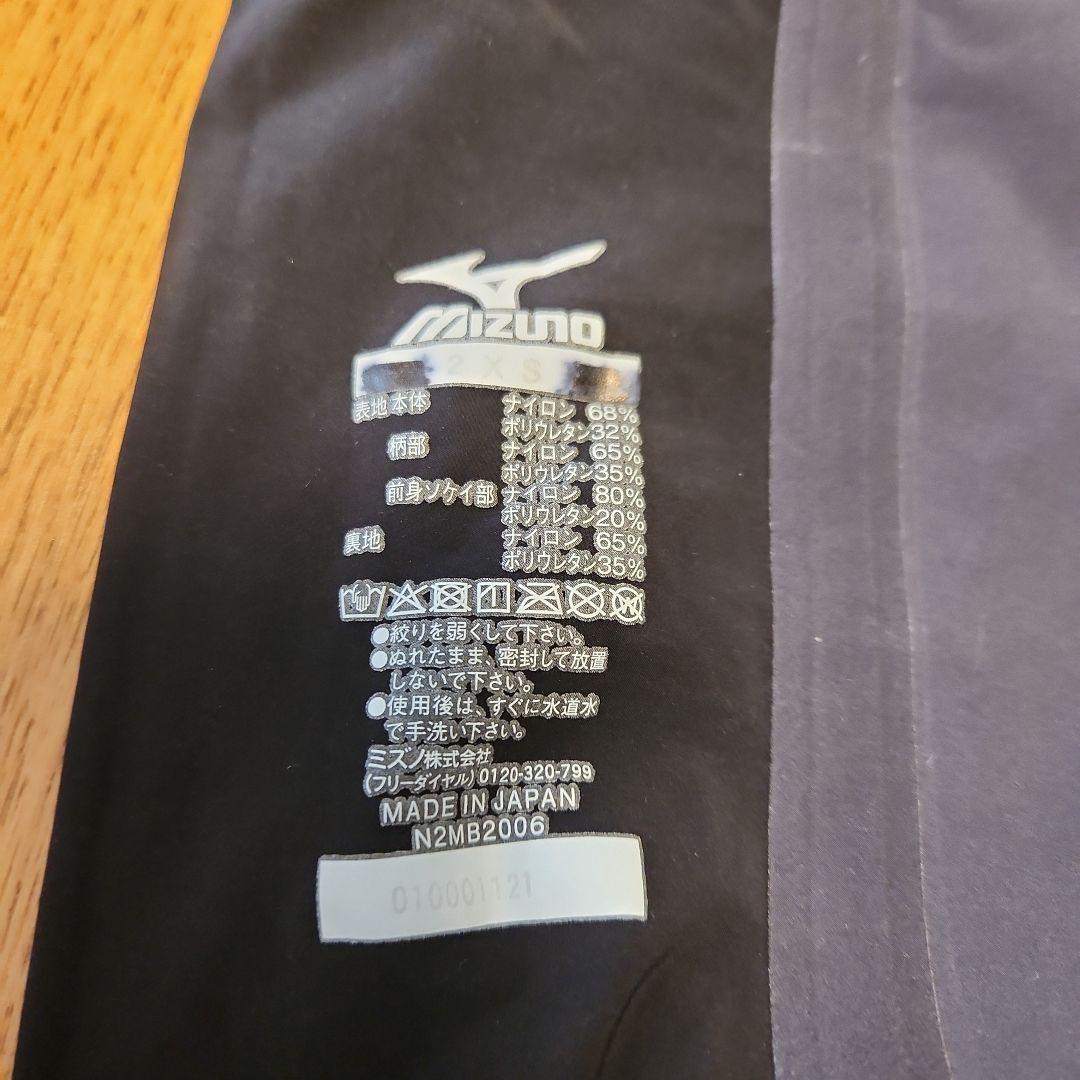 MIZUNO
2XS
表地 本体 ナイロン 68%
ポリウレタン 32%
柄部 ナイロン 65%
ポリウレタン 35%
前身ソケイ部 ナイロン 80%
ポリウレタン 20%
裏地 ナイロン 65%
ポリウレタン 35%
●絞りを弱くして下さい。
●ぬれたまま、密封して放置
しないで下さい。
●使用後は、すぐに水道水
で手洗い下さい。
ミズノ株式会社
(フリーダイヤル) 0120-320-799
MADE IN JAPAN
N2MB2006
010001121